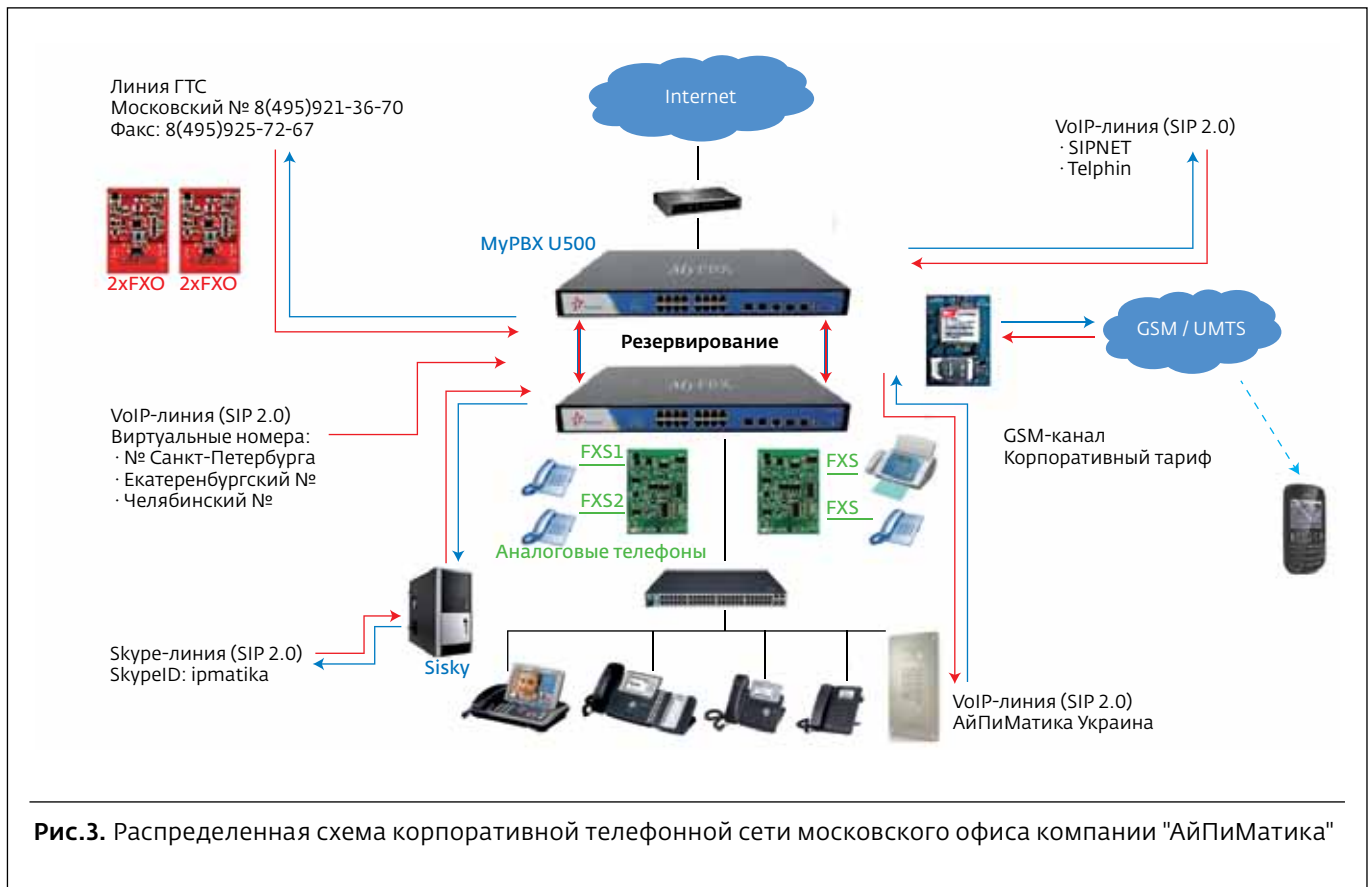 Линия ГТС
Московский № 8(495)921-36-70
Факс: 8(495)925-72-67
Internet
VoIP-линия (SIP 2.0)
· SIPNET
· Telphin
2xFXO 2xFXO
MyPBX U500
MyPBX
Резервирование
GSM / UMTS
MyPBX
VoIP-линия (SIP 2.0)
Виртуальные номера:
· № Санкт-Петербурга
· Екатеренбургский №
· Челябинский №
GSM-канал
Корпоративный тариф
FXS1
FXS2
FXS
FXS
Аналоговые телефоны
Skype-линия (SIP 2.0)
SkypeID: ipmatika
Sisky
VoIP-линия (SIP 2.0)
АйПиМатика Украина
Рис.3. Распределенная схема корпоративной телефонной сети московского офиса компании "АйПиМатика"